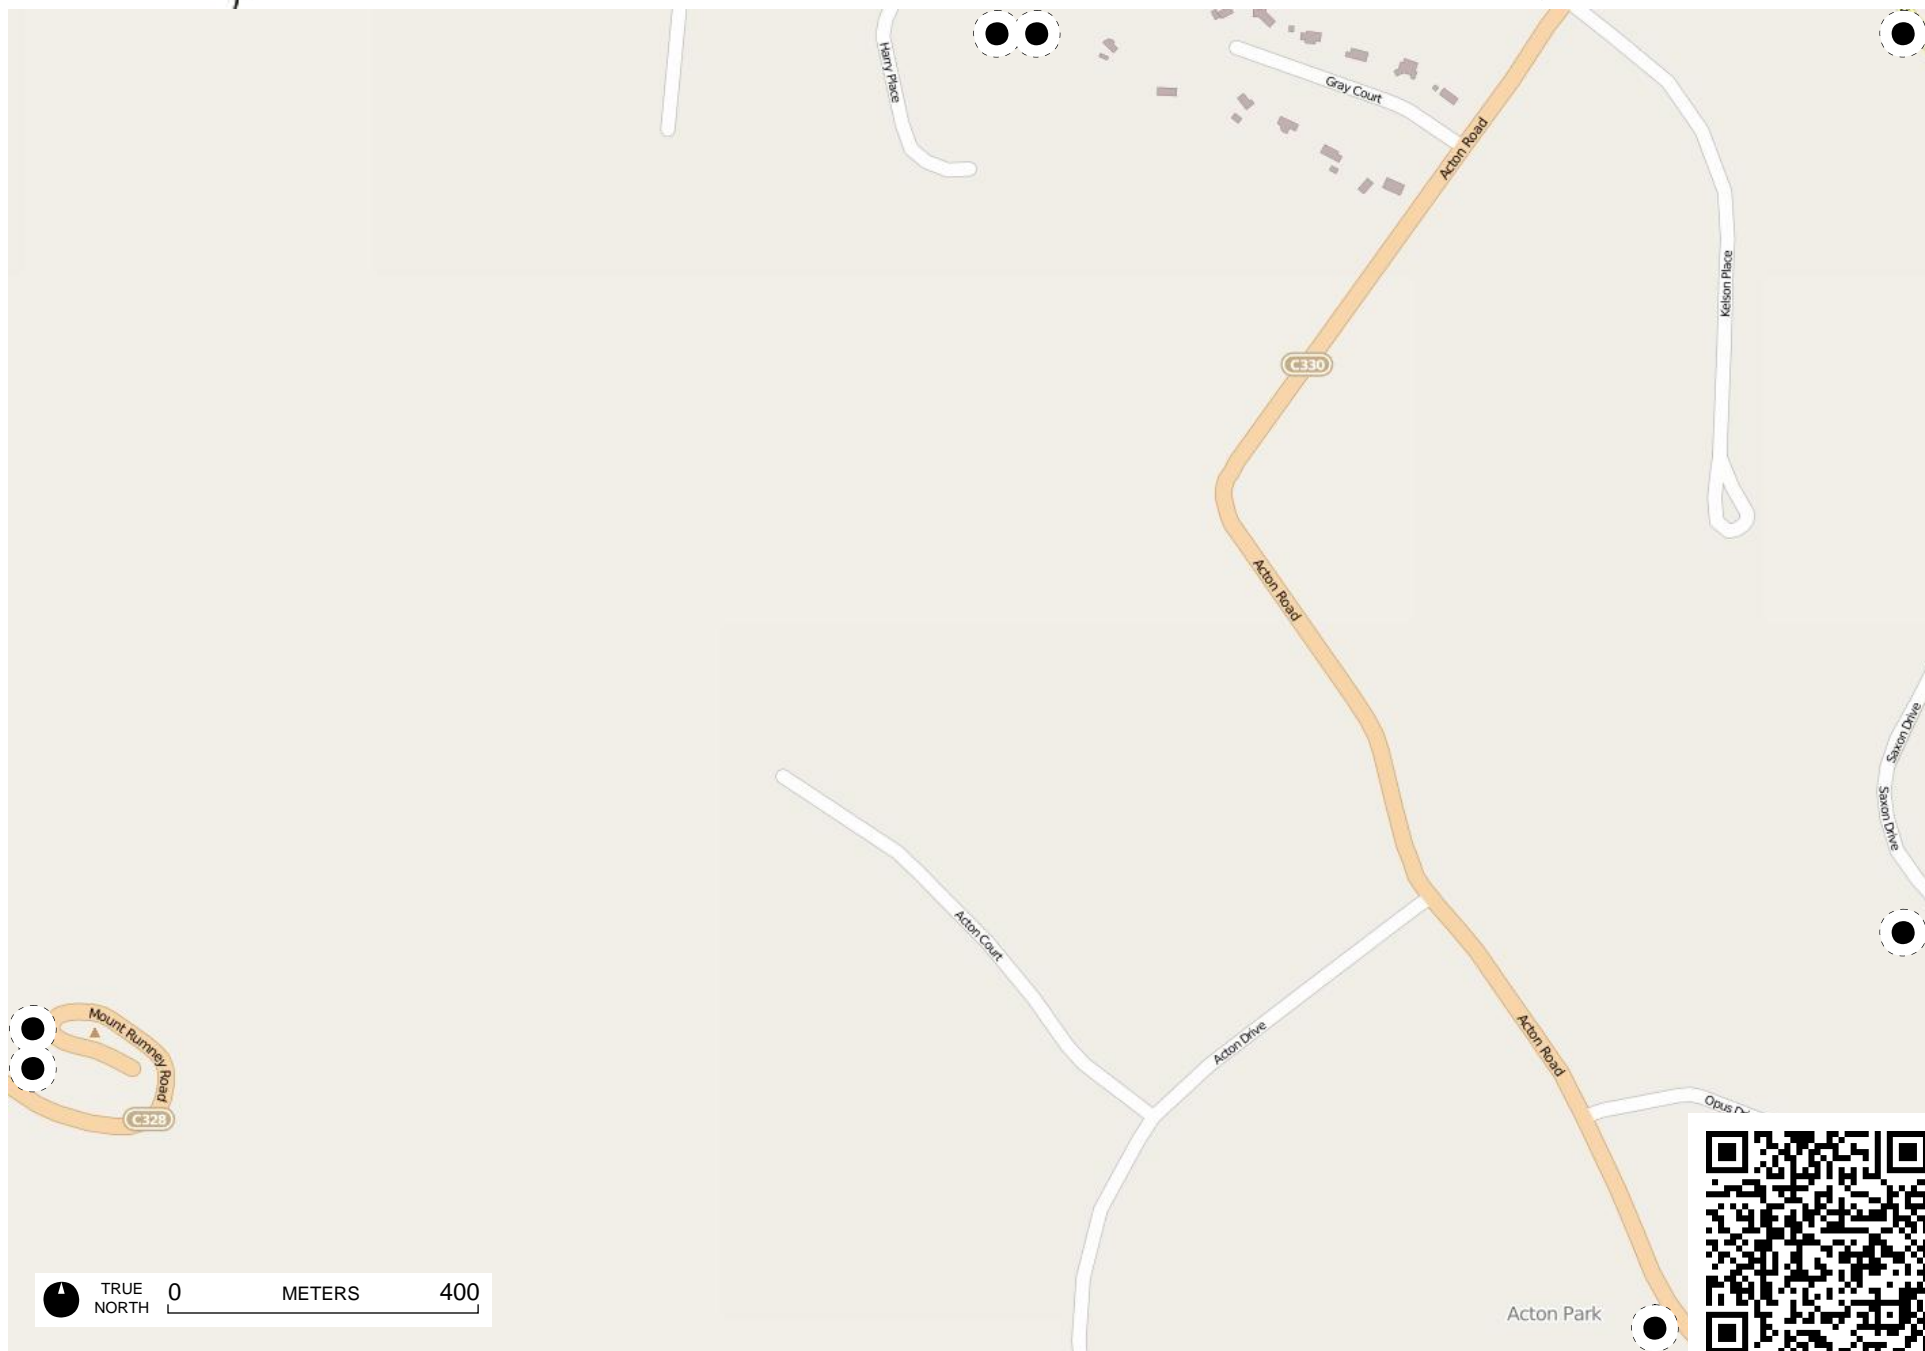 Harry Place
Gray Court
Acton Road
Kelson Place
C330
Acton Road
Saxon Drive
Saxon Drive
Acton Court
Mount Rumney Road
Acton Drive
Acton Road
C328
Opus
TRUE
NORTH
0 METERS 400
Acton Park